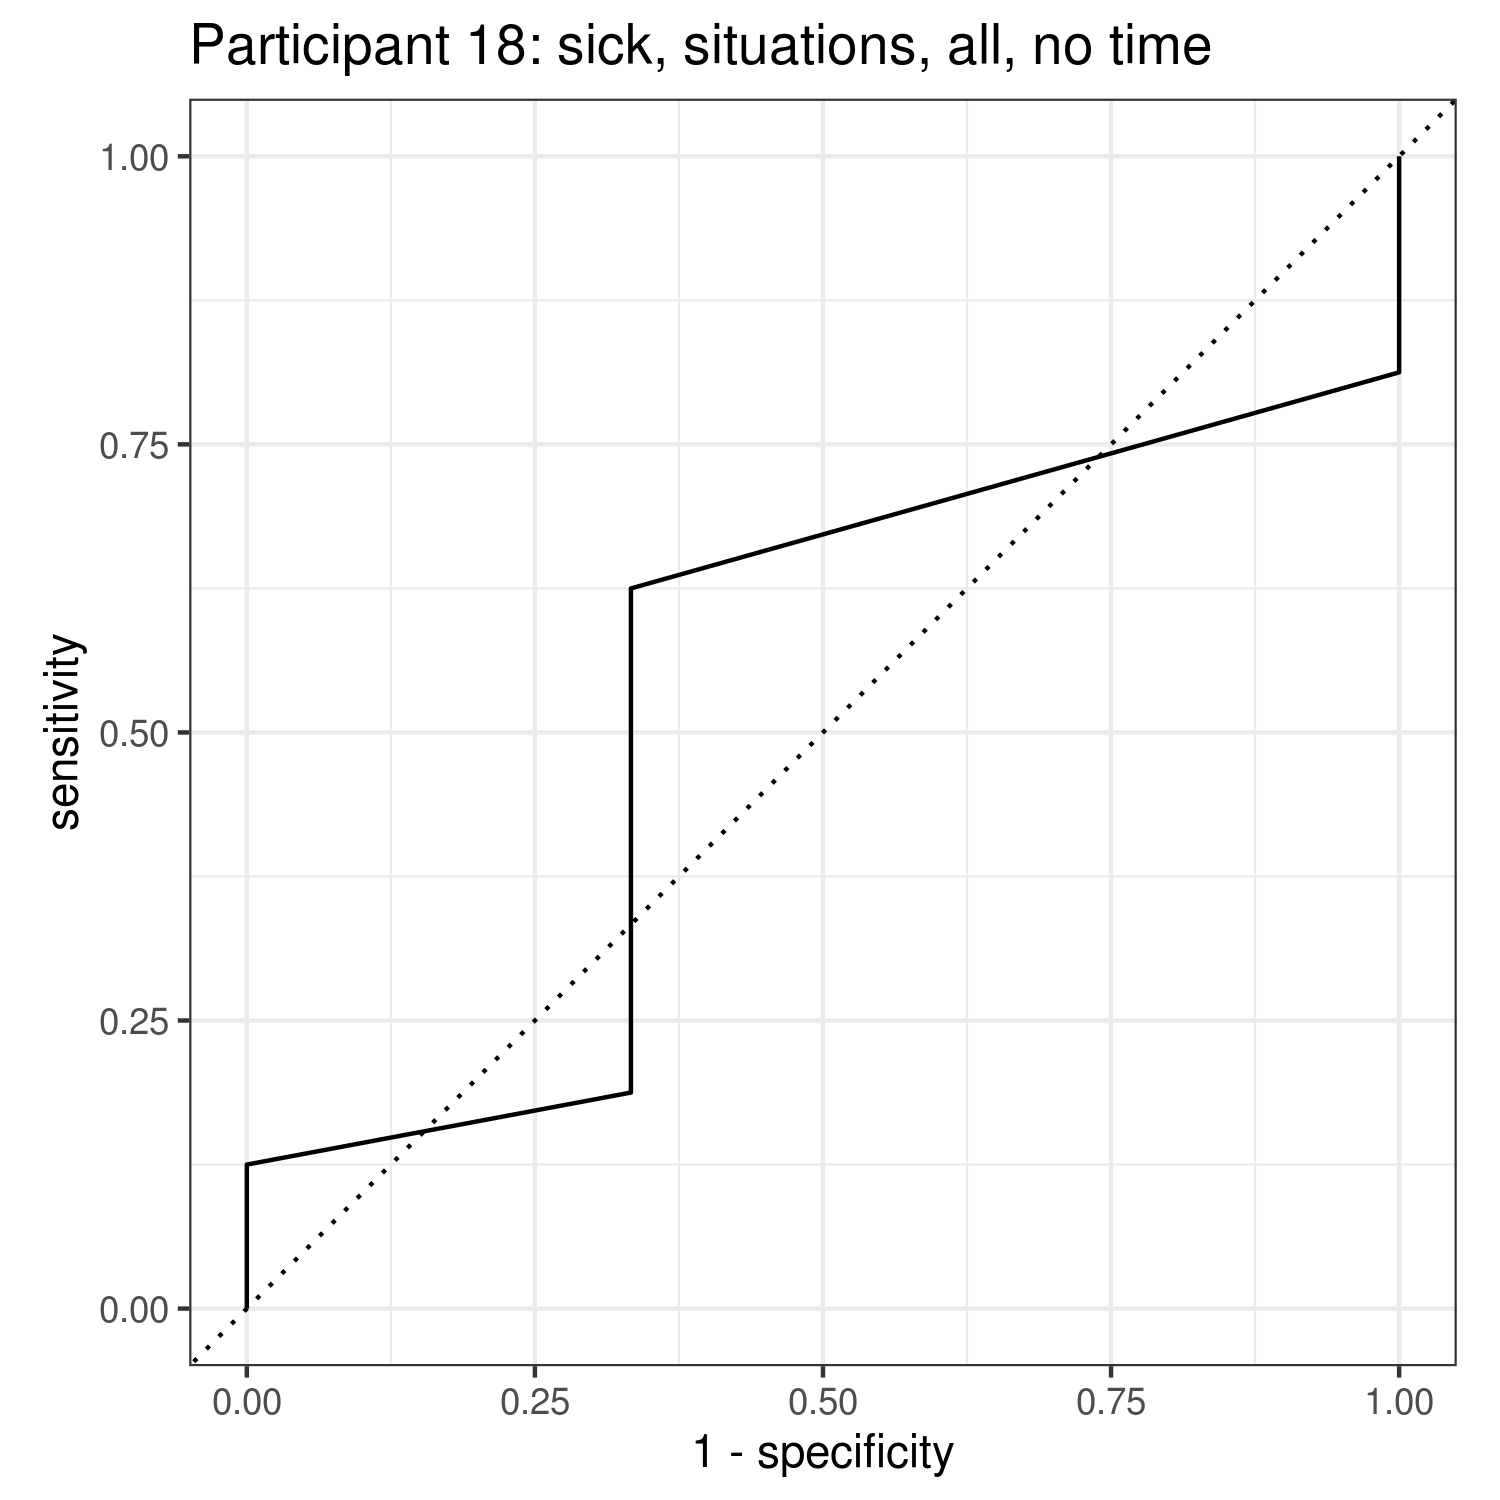 Participant 18: sick, situations, all, no time
1.00
0.75
0.50
0.25
0.00
sensitivity
0.00 0.25 0.50 0.75 1.00
1 - specificity